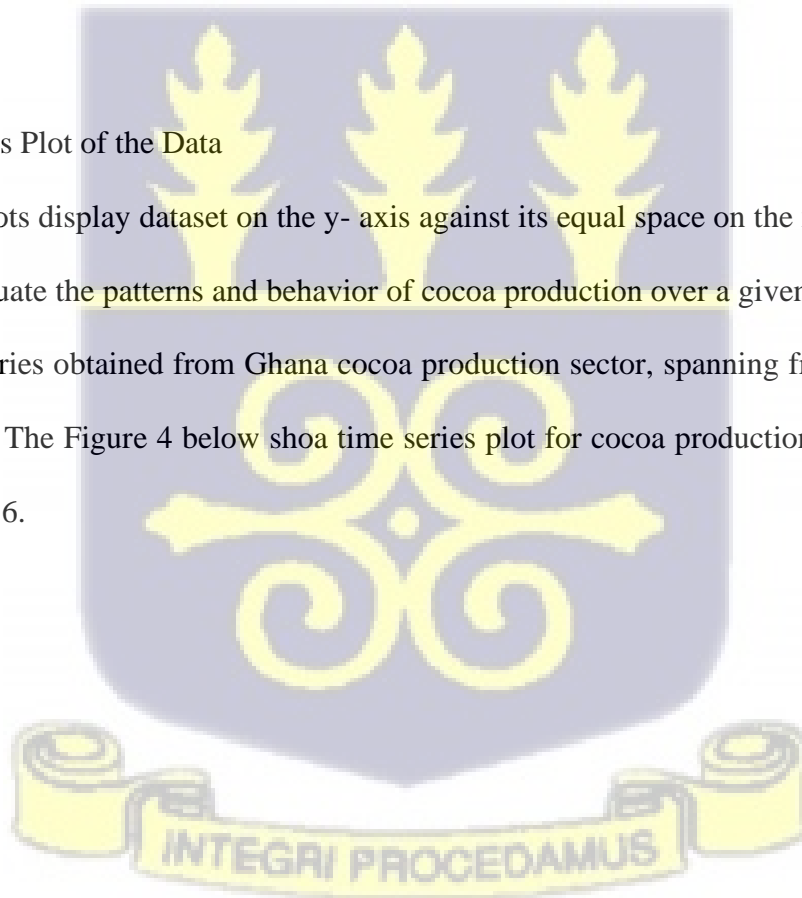 s Plot of the Data
ots display dataset on the y- axis against its equal space on the
uate the patterns and behavior of cocoa production over a given
ries obtained from Ghana cocoa production sector, spanning fr
The Figure 4 below shoa time series plot for cocoa production
6.
INTEGRI PROCEDAMUS